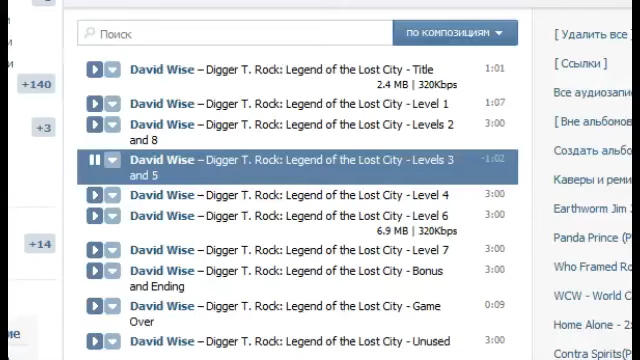 Поиск
по композициям
David Wise – Digger T. Rock: Legend of the Lost City - Title 1:01
2.4 MB | 320Kbps
David Wise – Digger T. Rock: Legend of the Lost City - Level 1 1:07
David Wise – Digger T. Rock: Legend of the Lost City - Levels 2 3:00
and 8
David Wise – Digger T. Rock: Legend of the Lost City - Levels 3 -1:02
and 5
David Wise – Digger T. Rock: Legend of the Lost City - Level 4 3:00
David Wise – Digger T. Rock: Legend of the Lost City - Level 6 3:00
6.9 MB | 320Kbps
David Wise – Digger T. Rock: Legend of the Lost City - Level 7 3:00
David Wise – Digger T. Rock: Legend of the Lost City - Bonus 3:00
and Ending
David Wise – Digger T. Rock: Legend of the Lost City - Game 0:09
Over
David Wise – Digger T. Rock: Legend of the Lost City - Unused 3:00
+140
+3
+14
ие
[ Удалить все ]
[ Ссылки ]
Все аудиозапи
[ Вне альбомов
Создать альбо
Каверы и реми
Earthworm Jim
Panda Prince (P
Who Framed Ro
WCW - World C
Home Alone - 2
Contra Spirits(P